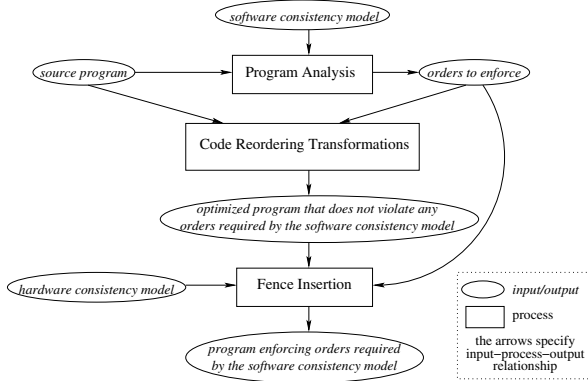 software consistency model
source program
Program Analysis
orders to enforce
Code Reordering Transformations
optimized program that does not violate any
orders required by the software consistency model
hardware consistency model
Fence Insertion
program enforcing orders required
by the software consistency model
input/output
process
the arrows specify
input−process−output
relationship